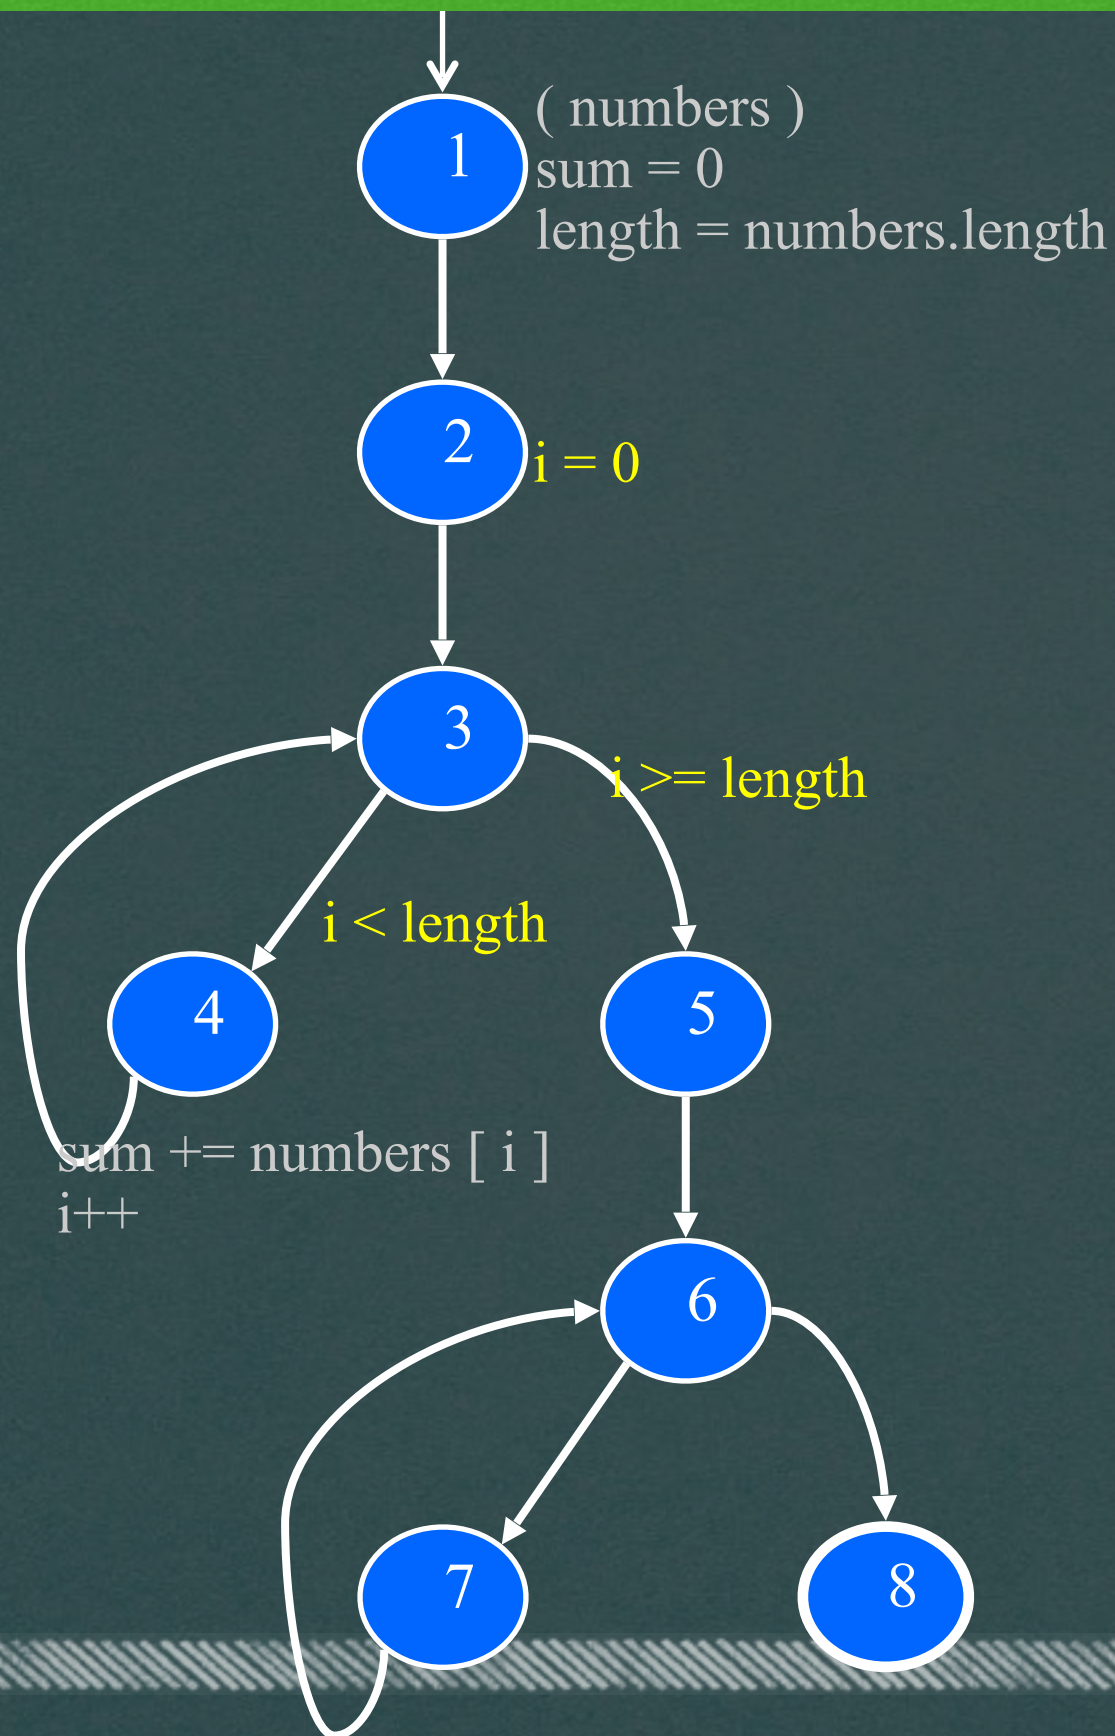 1
( numbers )
sum = 0
length = numbers.length
2
i = 0
3
i >= length
i < length
4
5
sum += numbers [ i ]
i++
6
7
8